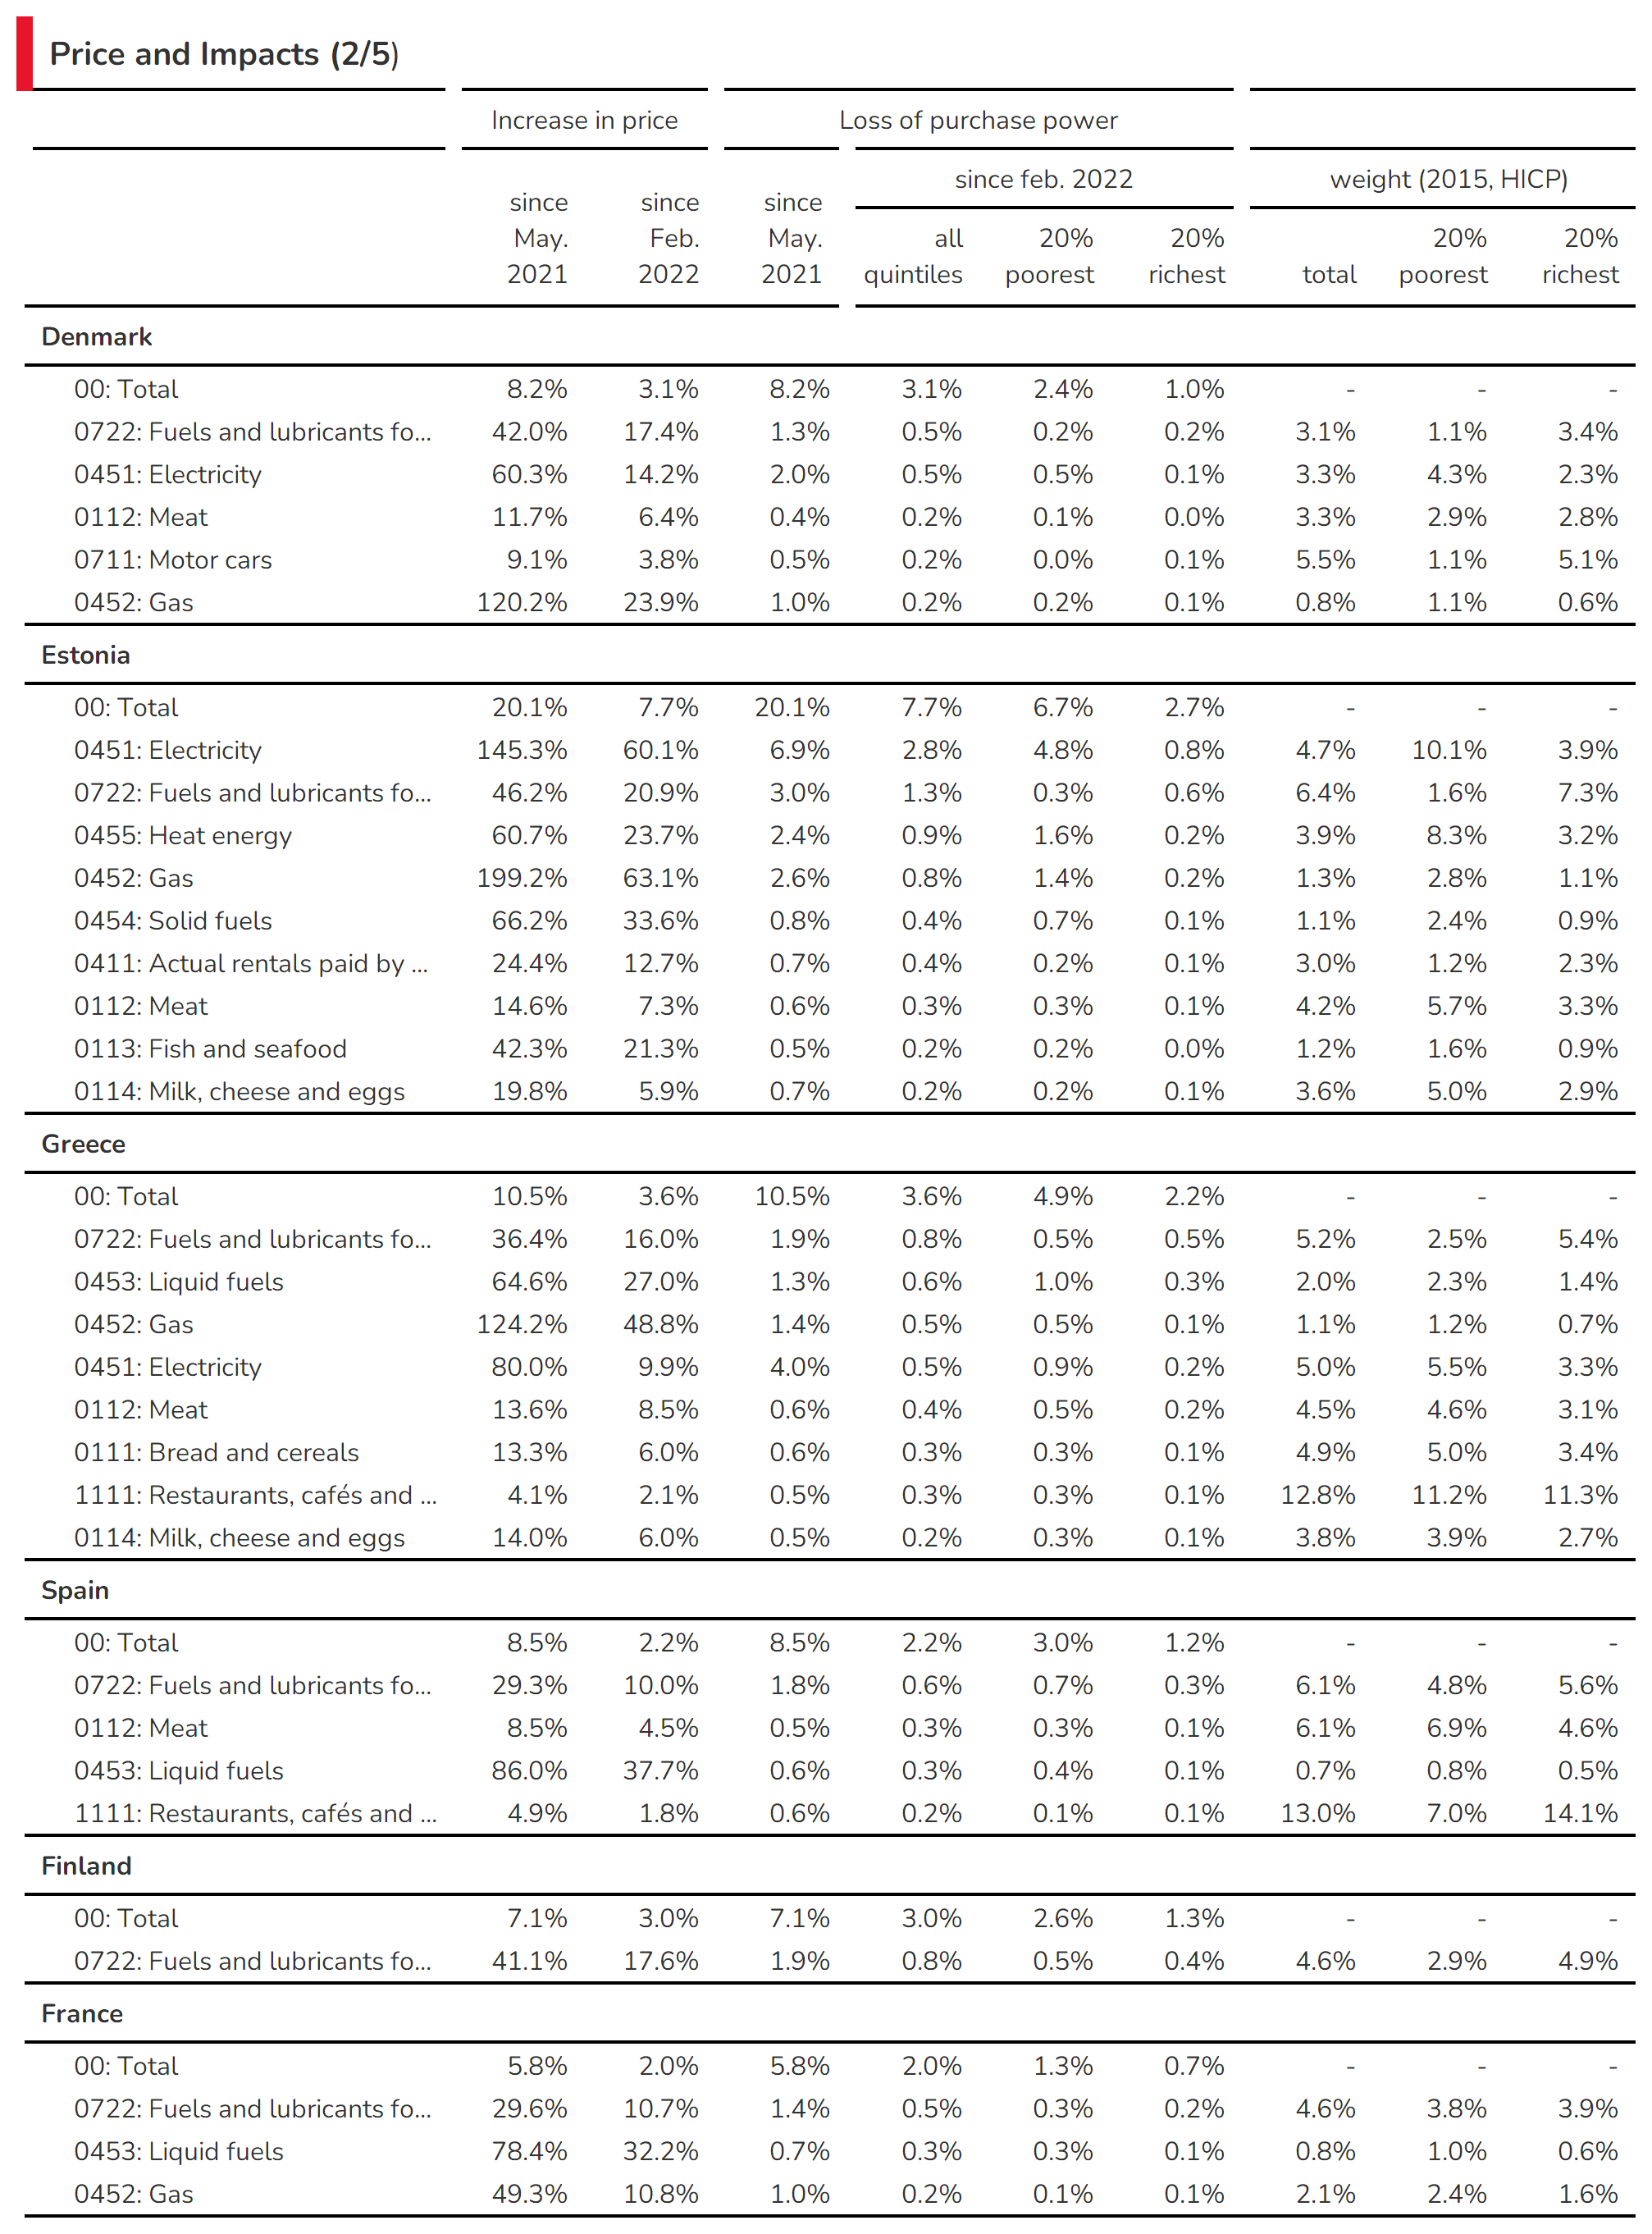 Price and Impacts (2/5)
Increase in price Loss of purchase power
since feb. 2022 weight (2015, HICP)
since May. 2021 since Feb. 2022 since May. 2021 all quintiles 20% poorest 20% richest total 20% poorest 20% richest
Denmark
00: Total 8.2% 3.1% 8.2% 3.1% 2.4% 1.0% - - -
0722: Fuels and lubricants fo... 42.0% 17.4% 1.3% 0.5% 0.2% 0.2% 3.1% 1.1% 3.4%
0451: Electricity 60.3% 14.2% 2.0% 0.5% 0.5% 0.1% 3.3% 4.3% 2.3%
0112: Meat 11.7% 6.4% 0.4% 0.2% 0.1% 0.0% 3.3% 2.9% 2.8%
0711: Motor cars 9.1% 3.8% 0.5% 0.2% 0.0% 0.1% 5.5% 1.1% 5.1%
0452: Gas 120.2% 23.9% 1.0% 0.2% 0.2% 0.1% 0.8% 1.1% 0.6%
Estonia
00: Total 20.1% 7.7% 20.1% 7.7% 6.7% 2.7% - - -
0451: Electricity 145.3% 60.1% 6.9% 2.8% 4.8% 0.8% 4.7% 10.1% 3.9%
0722: Fuels and lubricants fo... 46.2% 20.9% 3.0% 1.3% 0.3% 0.6% 6.4% 1.6% 7.3%
0455: Heat energy 60.7% 23.7% 2.4% 0.9% 1.6% 0.2% 3.9% 8.3% 3.2%
0452: Gas 199.2% 63.1% 2.6% 0.8% 1.4% 0.2% 1.3% 2.8% 1.1%
0454: Solid fuels 66.2% 33.6% 0.8% 0.4% 0.7% 0.1% 1.1% 2.4% 0.9%
0411: Actual rentals paid by ... 24.4% 12.7% 0.7% 0.4% 0.2% 0.1% 3.0% 1.2% 2.3%
0112: Meat 14.6% 7.3% 0.6% 0.3% 0.3% 0.1% 4.2% 5.7% 3.3%
0113: Fish and seafood 42.3% 21.3% 0.5% 0.2% 0.2% 0.0% 1.2% 1.6% 0.9%
0114: Milk, cheese and eggs 19.8% 5.9% 0.7% 0.2% 0.2% 0.1% 3.6% 5.0% 2.9%
Greece
00: Total 10.5% 3.6% 10.5% 3.6% 4.9% 2.2% - - -
0722: Fuels and lubricants fo... 36.4% 16.0% 1.9% 0.8% 0.5% 0.5% 5.2% 2.5% 5.4%
0453: Liquid fuels 64.6% 27.0% 1.3% 0.6% 1.0% 0.3% 2.0% 2.3% 1.4%
0452: Gas 124.2% 48.8% 1.4% 0.5% 0.5% 0.1% 1.1% 1.2% 0.7%
0451: Electricity 80.0% 9.9% 4.0% 0.5% 0.9% 0.2% 5.0% 5.5% 3.3%
0112: Meat 13.6% 8.5% 0.6% 0.4% 0.5% 0.2% 4.5% 4.6% 3.1%
0111: Bread and cereals 13.3% 6.0% 0.6% 0.3% 0.3% 0.1% 4.9% 5.0% 3.4%
1111: Restaurants, cafés and ... 4.1% 2.1% 0.5% 0.3% 0.3% 0.1% 12.8% 11.2% 11.3%
0114: Milk, cheese and eggs 14.0% 6.0% 0.5% 0.2% 0.3% 0.1% 3.8% 3.9% 2.7%
Spain
00: Total 8.5% 2.2% 8.5% 2.2% 3.0% 1.2% - - -
0722: Fuels and lubricants fo... 29.3% 10.0% 1.8% 0.6% 0.7% 0.3% 6.1% 4.8% 5.6%
0112: Meat 8.5% 4.5% 0.5% 0.3% 0.3% 0.1% 6.1% 6.9% 4.6%
0453: Liquid fuels 86.0% 37.7% 0.6% 0.3% 0.4% 0.1% 0.7% 0.8% 0.5%
1111: Restaurants, cafés and ... 4.9% 1.8% 0.6% 0.2% 0.1% 0.1% 13.0% 7.0% 14.1%
Finland
00: Total 7.1% 3.0% 7.1% 3.0% 2.6% 1.3% - - -
0722: Fuels and lubricants fo... 41.1% 17.6% 1.9% 0.8% 0.5% 0.4% 4.6% 2.9% 4.9%
France
00: Total 5.8% 2.0% 5.8% 2.0% 1.3% 0.7% - - -
0722: Fuels and lubricants fo... 29.6% 10.7% 1.4% 0.5% 0.3% 0.2% 4.6% 3.8% 3.9%
0453: Liquid fuels 78.4% 32.2% 0.7% 0.3% 0.3% 0.1% 0.8% 1.0% 0.6%
0452: Gas 49.3% 10.8% 1.0% 0.2% 0.1% 0.1% 2.1% 2.4% 1.6%